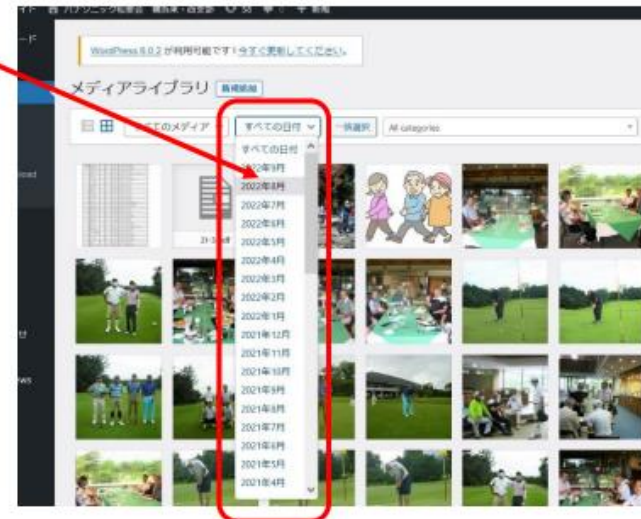 WordPress 6.0.2 が利用可能です！今すぐ更新してください。
メディアライブラリ 新規追加
すべてのメディア すべての日付 一括選択 All categories
すべての日付
2022年9月
2022年8月
2022年7月
2022年6月
2022年5月
2022年4月
2022年3月
2022年2月
2022年1月
2021年12月
2021年11月
2021年10月
2021年9月
2021年8月
2021年7月
2021年6月
2021年5月
2021年4月